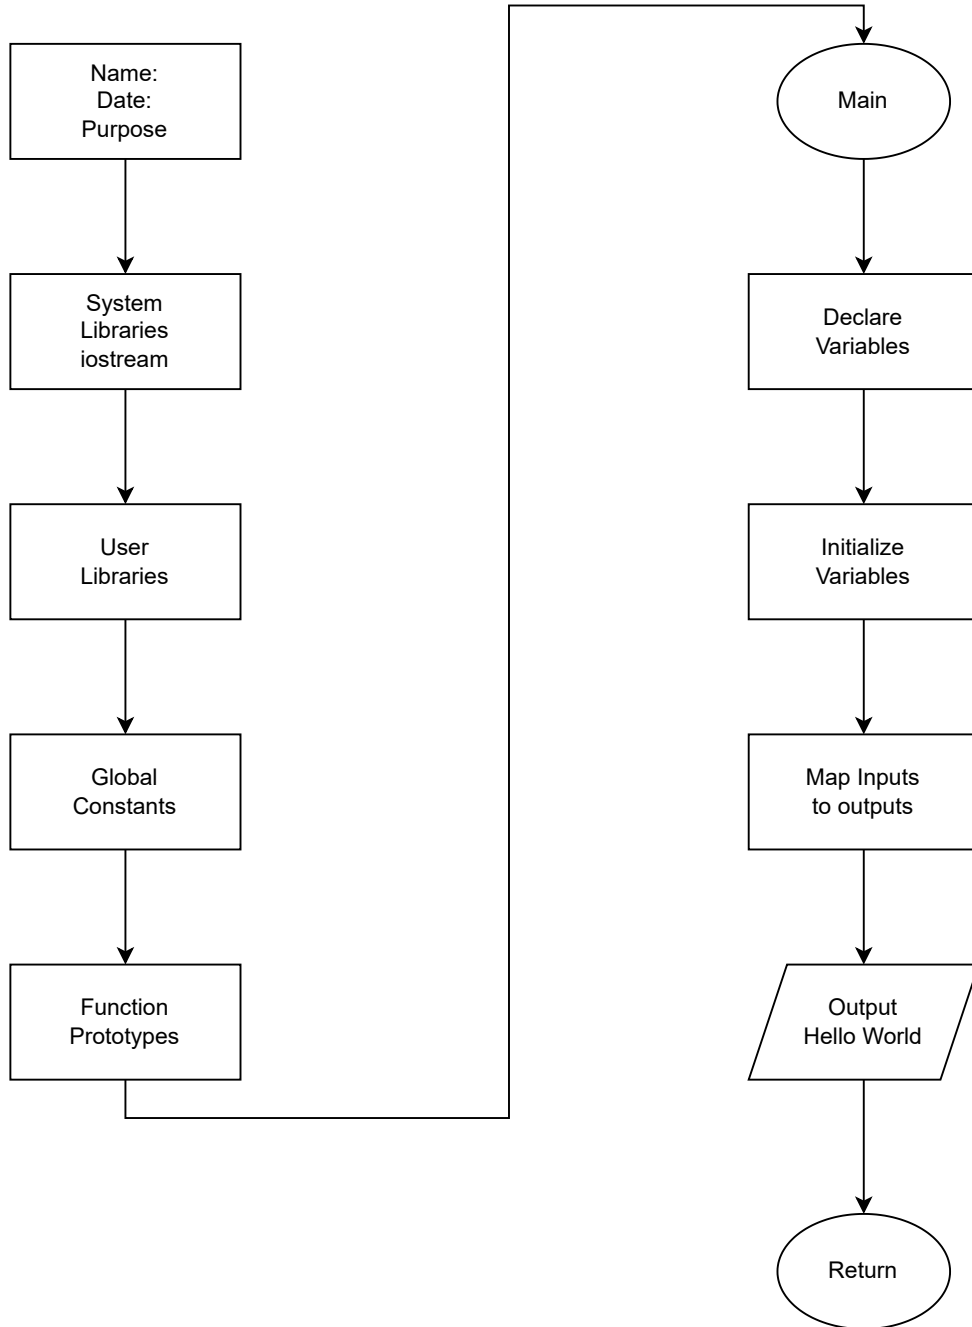 Name:
Date:
Purpose
System
Libraries
iostream
User
Libraries
Global
Constants
Function
Prototypes
Main
Declare
Variables
Initialize
Variables
Map Inputs
to outputs
Output
Hello World
Return